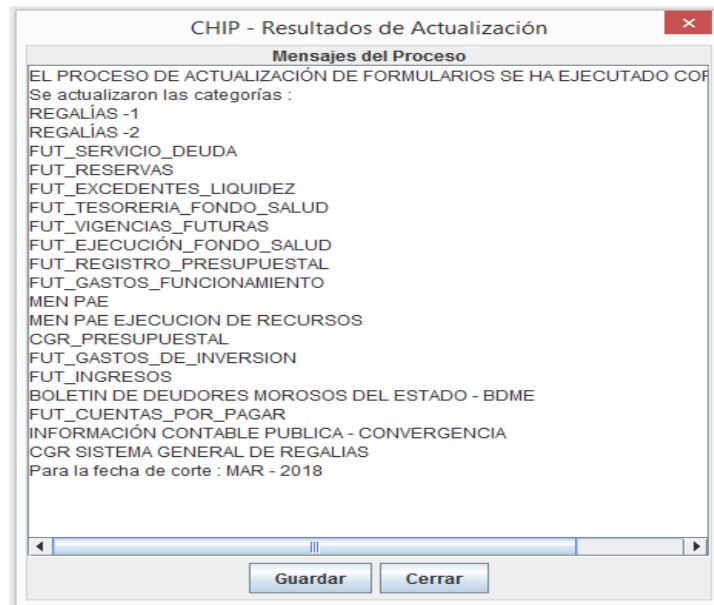 CHIP - Resultados de Actualización
Mensajes del Proceso
EL PROCESO DE ACTUALIZACIÓN DE FORMULARIOS SE HA EJECUTADO
Se actualizaron las categorías :
REGALÍAS -1
REGALÍAS -2
FUT_SERVICIO_DEUDA
FUT_RESERVAS
FUT_EXCEDENTES_LIQUIDEZ
FUT_TESORERIA_FONDO_SALUD
FUT_VIGENCIAS_FUTURAS
FUT_EJECUCIÓN_FONDO_SALUD
FUT_REGISTRO_PRESUPUESTAL
FUT_GASTOS_FUNCIONAMIENTO
MEN PAE
MEN PAE EJECUCION DE RECURSOS
CGR_PRESUPUESTAL
FUT_GASTOS_DE_INVERSION
FUT_INGRESOS
BOLETIN DE DEUDORES MOROSOS DEL ESTADO - BDME
FUT_CUENTAS_POR_PAGAR
INFORMACIÓN CONTABLE PUBLICA - CONVERGENCIA
CGR SISTEMA GENERAL DE REGALIAS
Para la fecha de corte : MAR - 2018
Guardar Cerrar